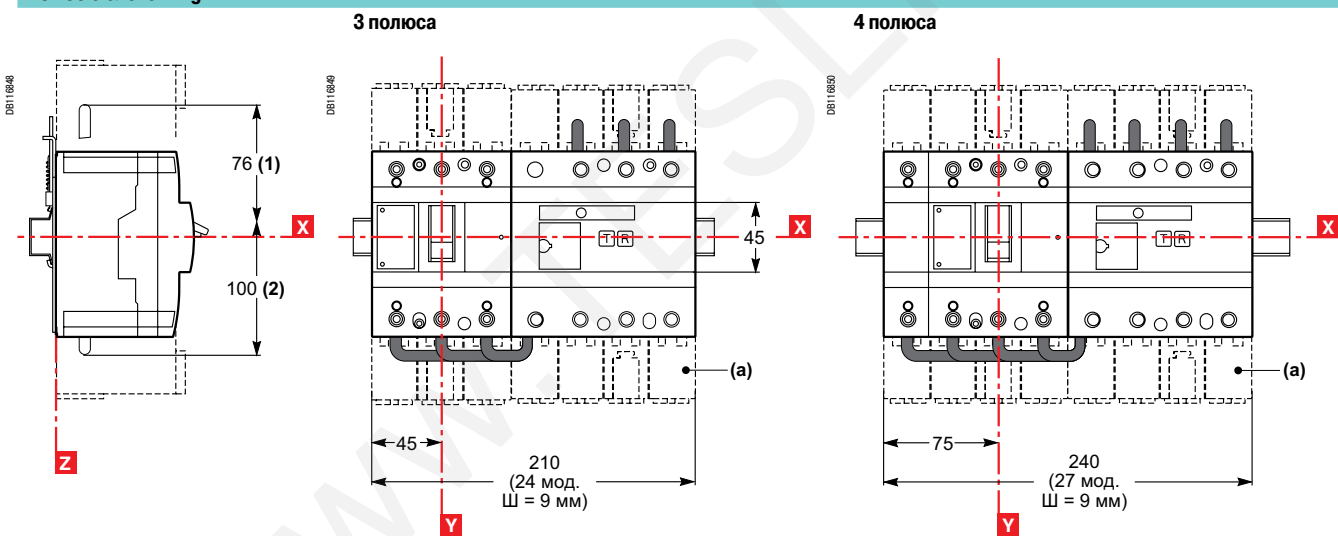 3 полюса
4 полюса
DB116848
DB116849
DB116850
76 (1)
X
100 (2)
Z
T R
45
X
(a)
45
210
(24 мод.
Ш = 9 мм)
Y
T R
X
(a)
75
240
(27 мод.
Ш = 9 мм)
Y